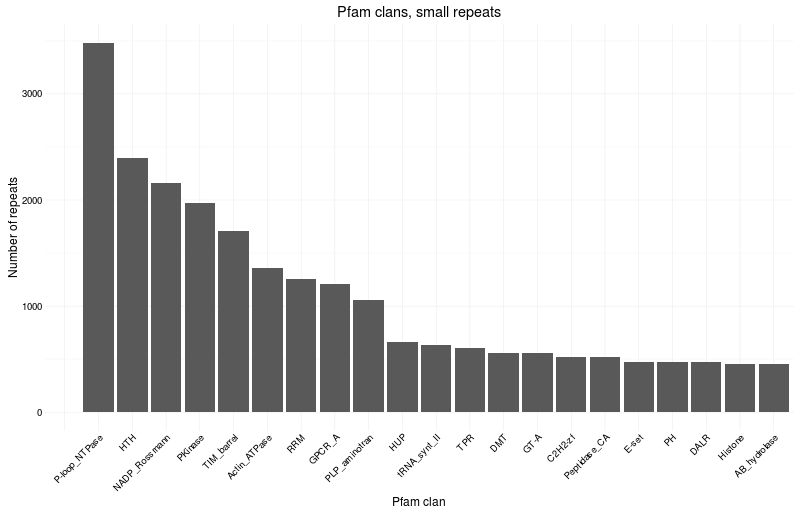 Pfam clans, small repeats
Number of repeats
3000
2000
1000
0
P-loop_NTPase
HTH
NADP_Rossmann
PKinase
TIM_barrel
Actin_ATPase
RRM
GPCR_A
PLP_aminotran
HUP
tRNA_synt_II
TPR
DMT
GT-A
C2H2-zf
Peptidase_CA
E-set
PH
DALR
Histone
AB_hydrolase
Pfam clan